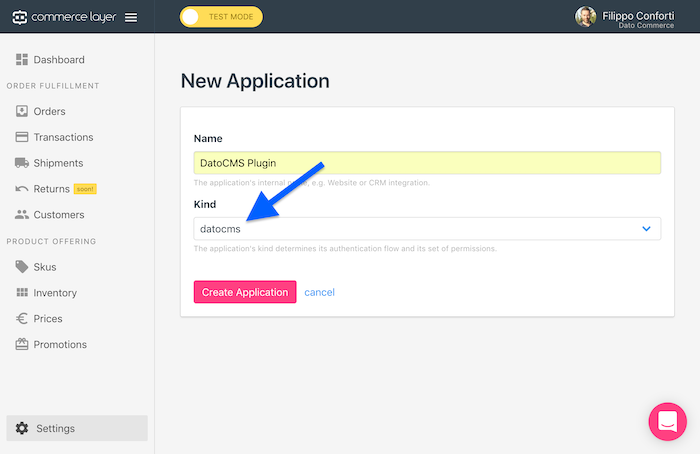 commerce layer
TEST MODE
Filippo Conforti
Dato Commerce
Dashboard
ORDER FULFILLMENT
Orders
Transactions
Shipments
Returns soon!
Customers
PRODUCT OFFERING
Skus
Inventory
Prices
Promotions
Settings
New Application
Name
DatoCMS Plugin
The application's internal e.g. Website or CRM integration.
Kind
datocms
The application's kind determines its authentication flow and its set of permissions.
Create Application cancel